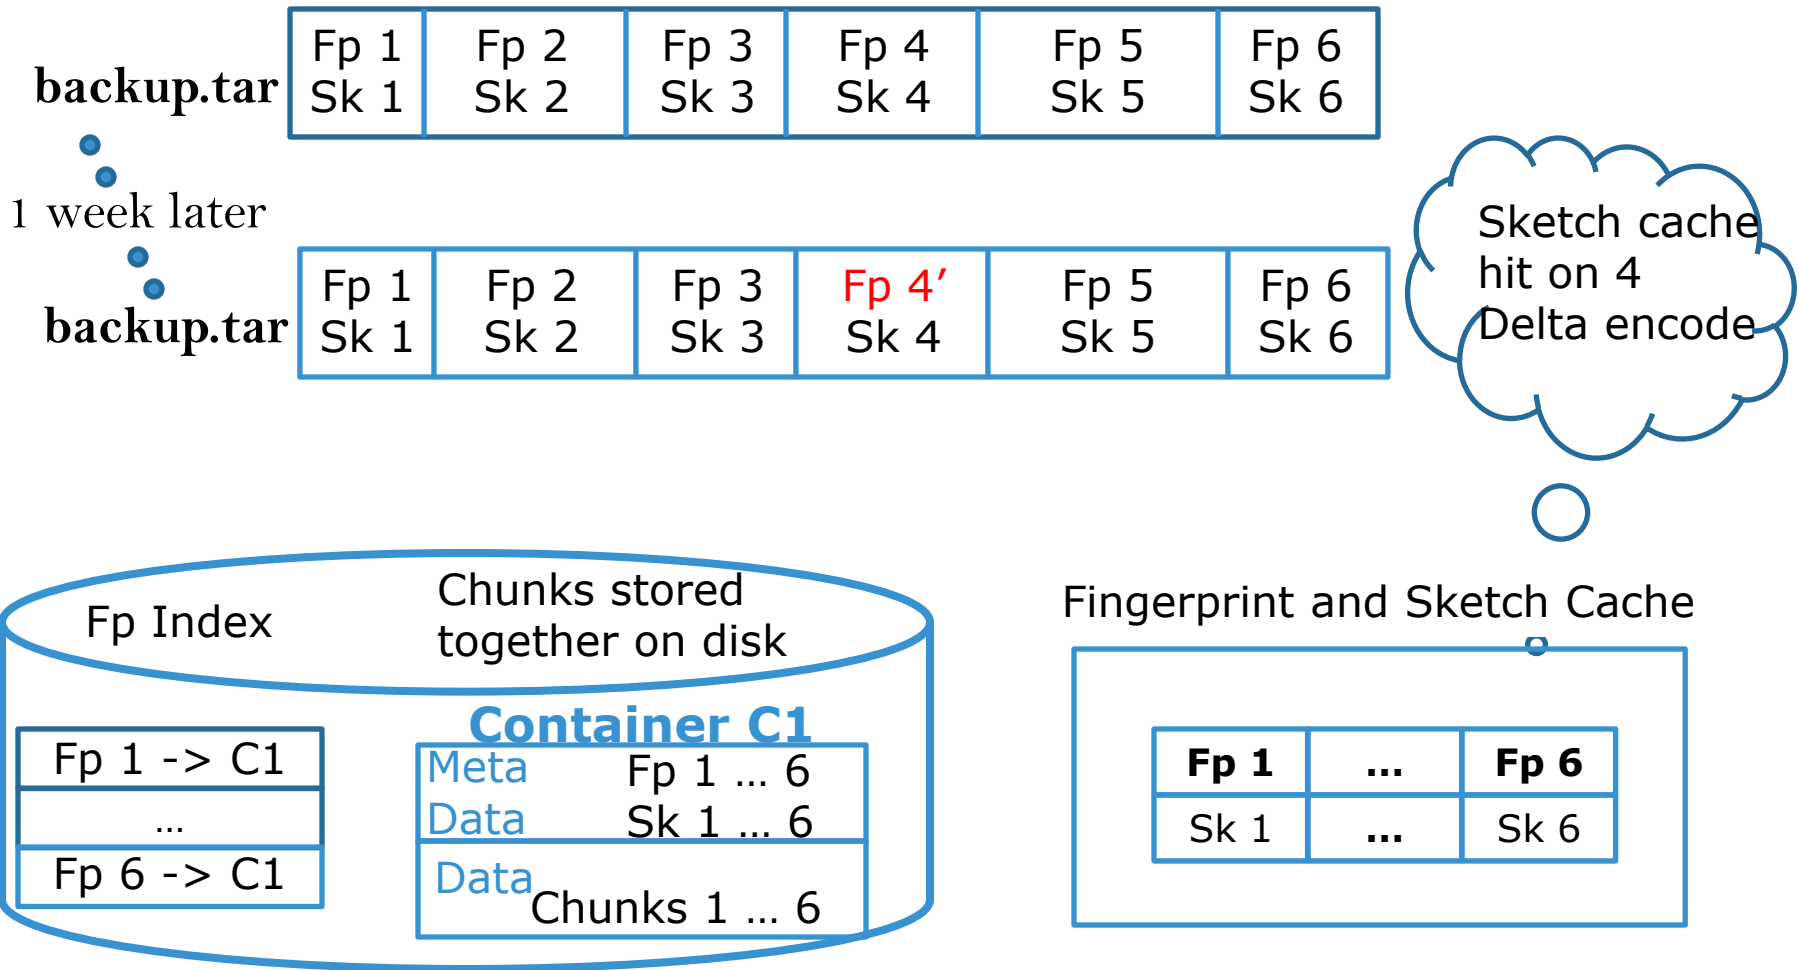 Fp 1 Fp 2 Fp 3 Fp 4 Fp 5 Fp 6
backup.tar
Sk 1 Sk 2 Sk 3 Sk 4 Sk 5 Sk 6
1 week later
Fp 1 Fp 2 Fp 3 Fp 4’ Fp 5 Fp 6
backup.tar
Sk 1 Sk 2 Sk 3 Sk 4 Sk 5 Sk 6
Sketch cache
hit on 4
Delta encode
Fp Index
Chunks stored
together on disk
Fp 1 -> C1
…
Fp 6 -> C1
Container C1
Meta Fp 1 … 6
Data Sk 1 … 6
Data
Chunks 1 … 6
Fingerprint and Sketch Cache
Fp 1 … Fp 6
Sk 1 … Sk 6